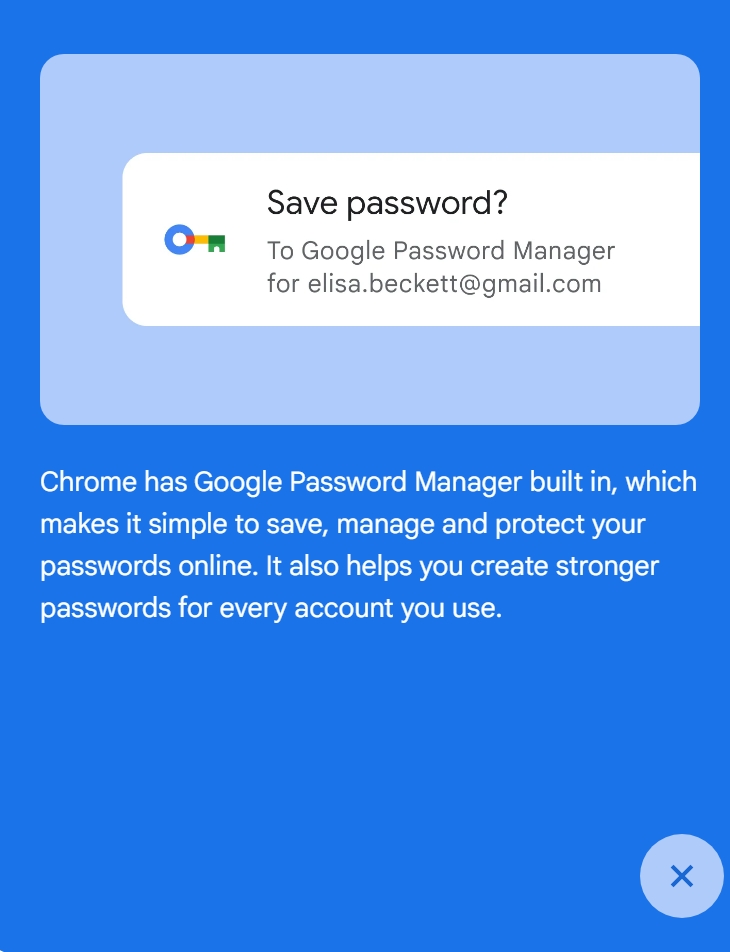 Save password?
To Google Password Manager
for elisa.beckett@gmail.com
Chrome has Google Password Manager built in, which
makes it simple to save, manage and protect your
passwords online. It also helps you create stronger
passwords for every account you use.